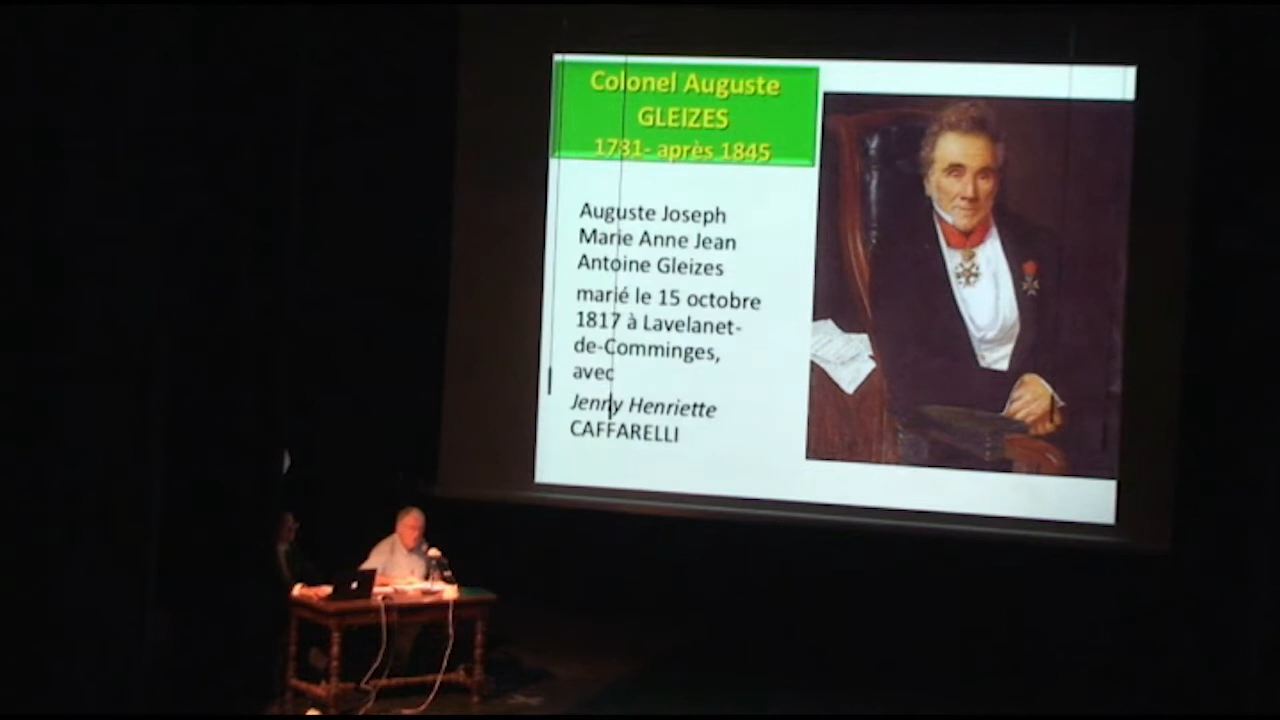 Colonel Auguste
GLEIZES
1781- après 1845
Auguste Joseph
Marie Anne Jean
Antoine Gleizes
marié le 15 octobre
1817 à Lavelanet-
de-Comminges,
avec
Jenny Henriette
CAFFARELLI